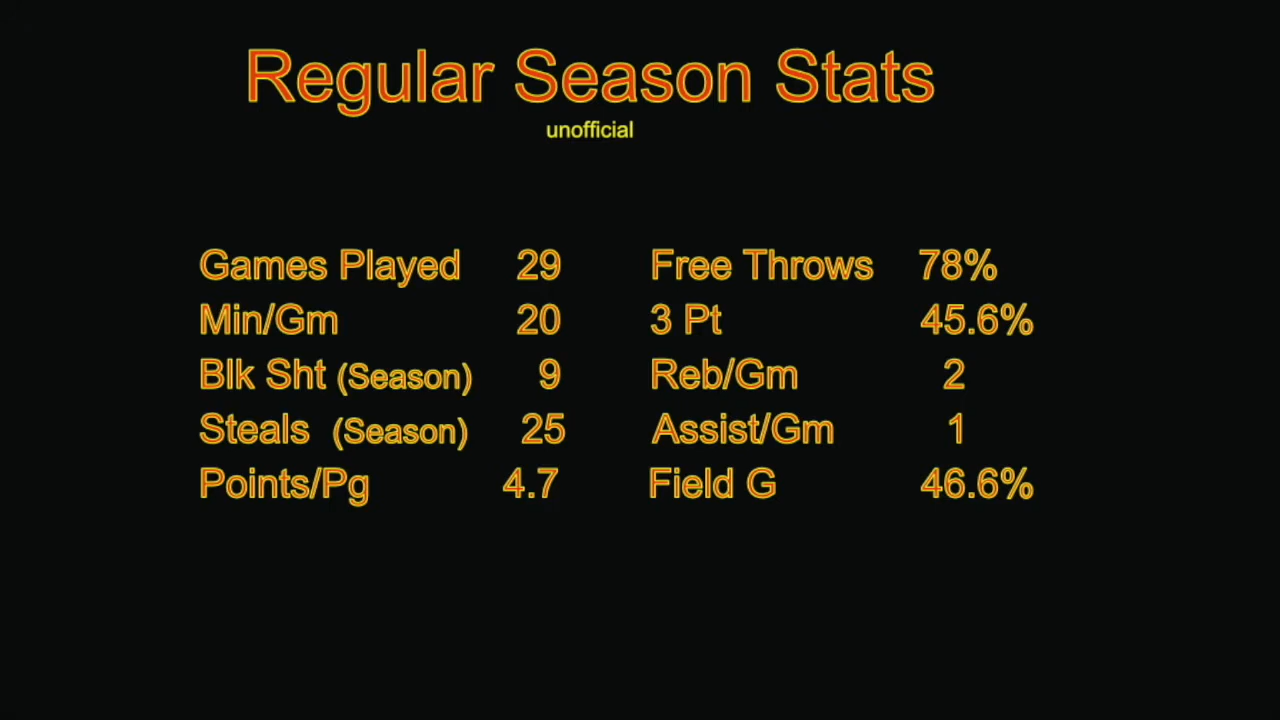 Regular Season Stats
unofficial
Games Played 29 Free Throws 78%
Min/Gm 20 3 Pt 45.6%
Blk Sht (Season) 9 Reb/Gm 2
Steals (Season) 25 Assist/Gm 1
Points/Pg 4.7 Field G 46.6%